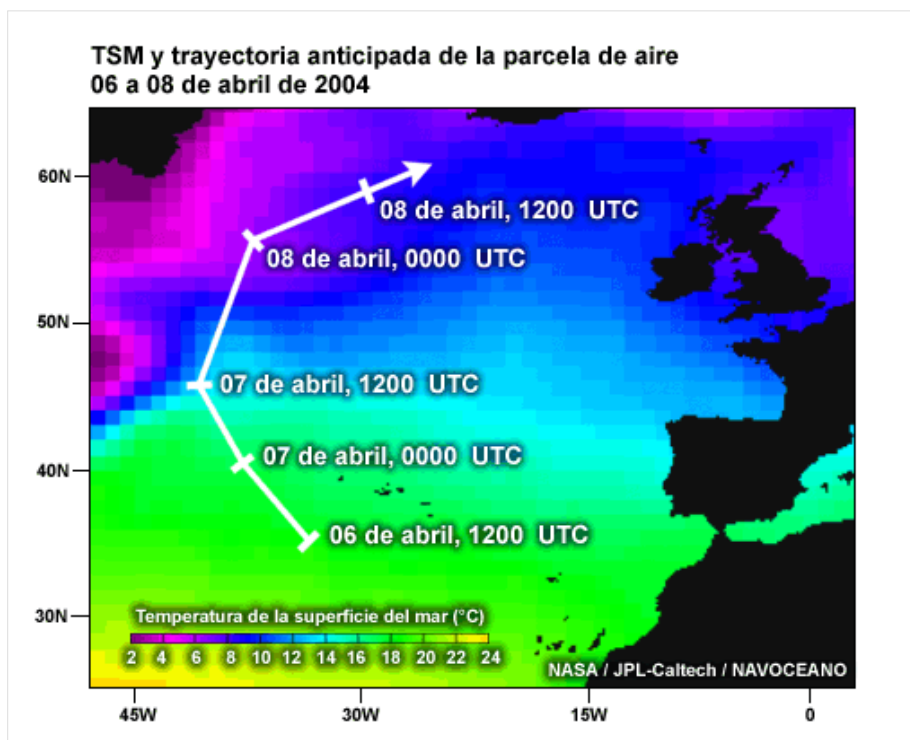 TSM y trayectoria anticipada de la parcela de aire
06 a 08 de abril de 2004
60N
08 de abril, 1200 UTC
08 de abril, 0000 UTC
50N
07 de abril, 1200 UTC
07 de abril, 0000 UTC
40N
06 de abril, 1200 UTC
30N
Temperatura de la superficie del mar (°C)
2 4 6 8 10 12 14 16 18 20 22 24
NASA / JPL-Caltech / NAVOCEANO
45W 30W 15W 0